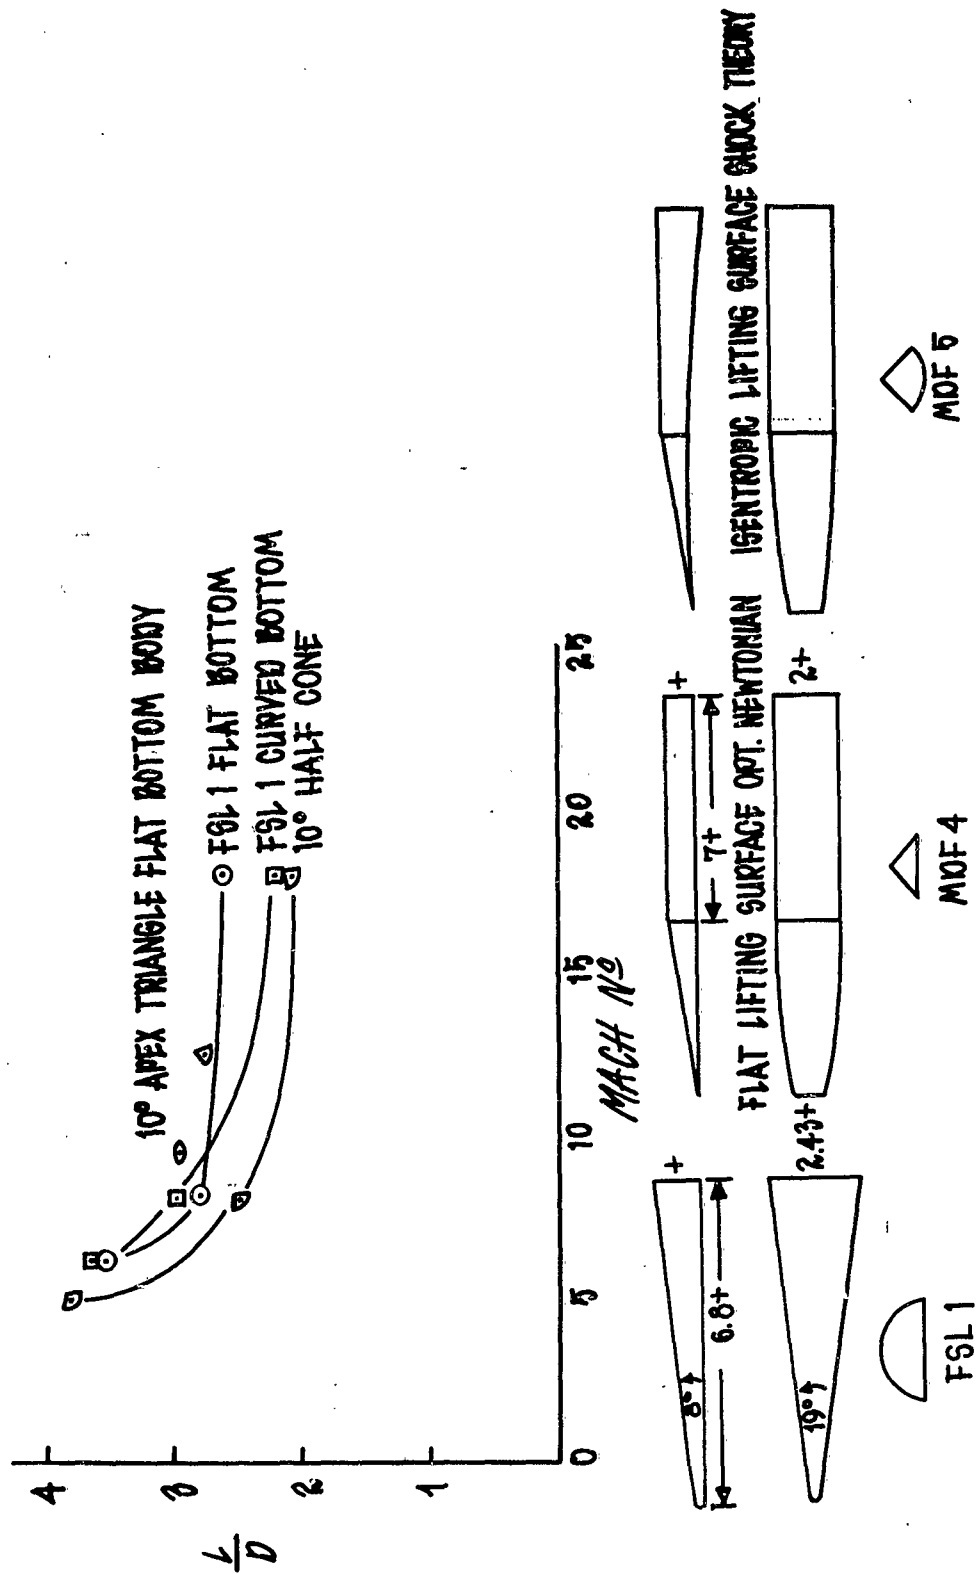 4
3
2
1
L
D
0
5
10
15
20
25
MACH Nº
10° APEX TRIANGLE FLAT BOTTOM BODY
FSL 1 FLAT BOTTOM
FSL 1 CURVED BOTTOM
10° HALF CONE
8°
6.8+
+
19°
2.43+
FSL 1
+
7+
FLAT LIFTING SURFACE OPT. NEWTONIAN
2+
MDF 4
ISENTROPIC LIFTING SURFACE SHOCK THEORY
MDF 5